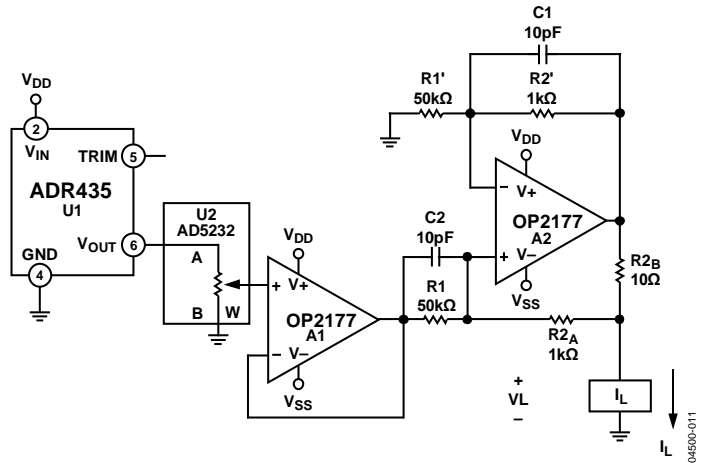 C1
10pF
R1'
50kΩ
R2'
1kΩ
VDD
2
VIN
TRIM 5
ADR435
U1
VOUT 6
GND
4
U2
AD5232
A
B W
VDD
+ V+
OP2177
A1
− V−
VSS
C2
10pF
R1
50kΩ
VDD
− V+
OP2177
A2
+ V−
VSS
R2B
10Ω
R2A
1kΩ
+
VL
−
IL
IL
04500-011